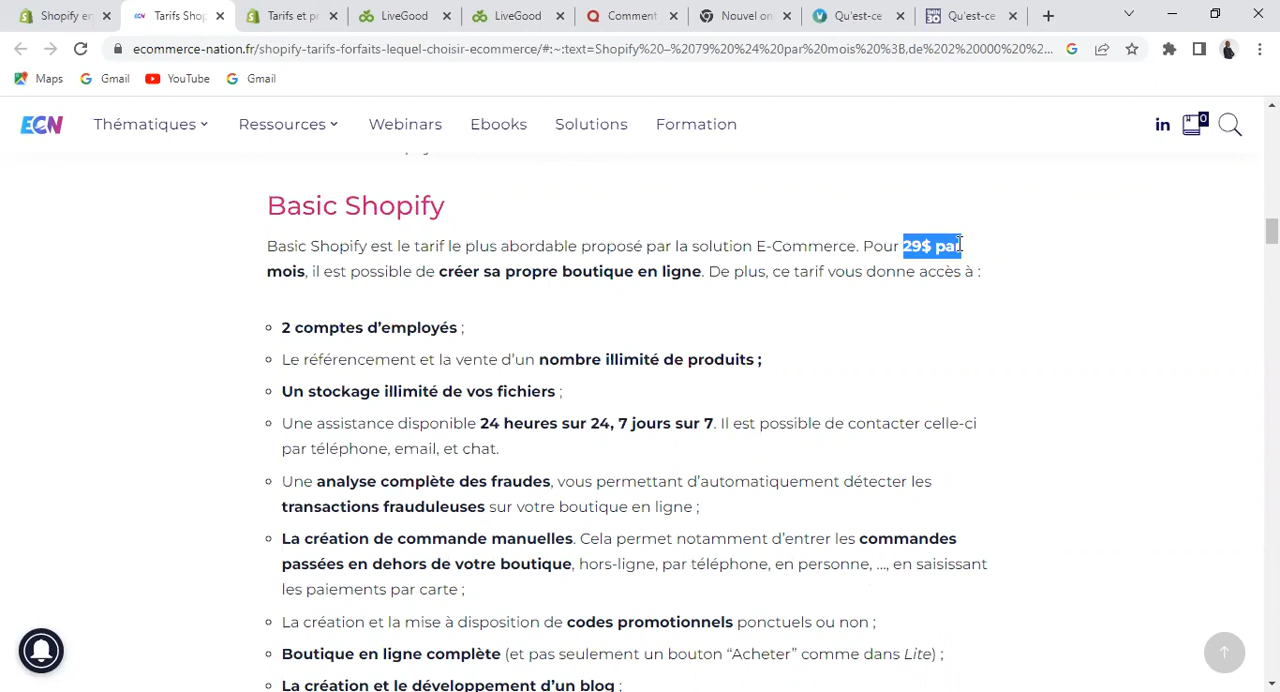 Shopify en
Tarifs Shop
Tarifs et p
LiveGood
LiveGood
Comment
Nouvel on
Qu'est-ce
Qu'est-ce
ecommerce-nation.fr/shopify-tarifs-forfaits-lequel-choisir-ecommerce/#:~:text=Shopify%20–%2079%20%24%20par%20mois%20%3B,de%202%20000%20%2...
Maps
Gmail
YouTube
Gmail
ECN
Thématiques
Ressources
Webinars
Ebooks
Solutions
Formation
in
0
Basic Shopify
Basic Shopify est le tarif le plus abordable proposé par la solution E-Commerce. Pour 29$ par
mois, il est possible de créer sa propre boutique en ligne. De plus, ce tarif vous donne accès à :
2 comptes d’employés ;
Le référencement et la vente d’un nombre illimité de produits ;
Un stockage illimité de vos fichiers ;
Une assistance disponible 24 heures sur 24, 7 jours sur 7. Il est possible de contacter celle-ci
par téléphone, email, et chat.
Une analyse complète des fraudes, vous permettant d’automatiquement détecter les
transactions frauduleuses sur votre boutique en ligne ;
La création de commande manuelles. Cela permet notamment d’entrer les commandes
passées en dehors de votre boutique, hors-ligne, par téléphone, en personne, …, en saisissant
les paiements par carte ;
La création et la mise à disposition de codes promotionnels ponctuels ou non ;
Boutique en ligne complète (et pas seulement un bouton “Acheter” comme dans Lite) ;
La création et le développement d’un blog ;